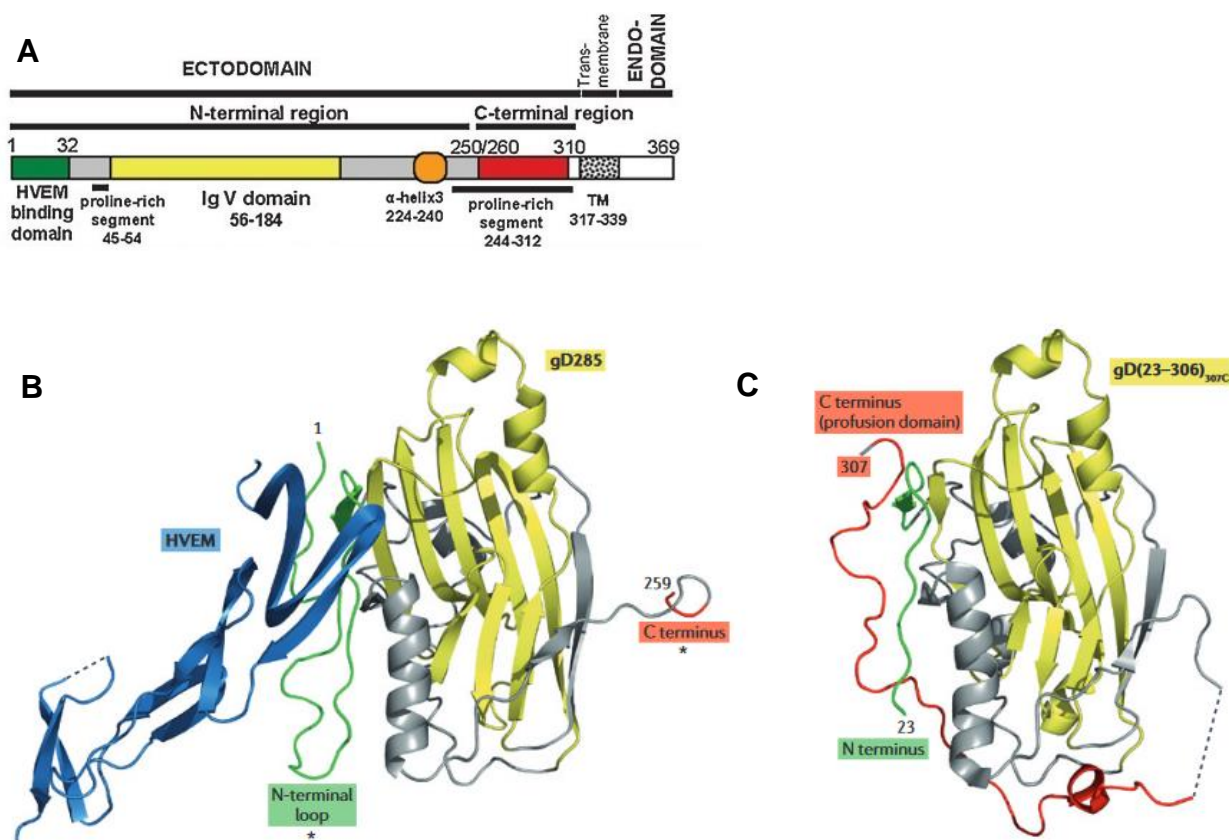 A
ECTODOMAIN
Trans-
membrane
ENDO-
DOMAIN
N-terminal region
C-terminal region
1
32
250/260
310
369
HVEM
binding
domain
proline-rich
segment
45-54
Ig V domain
56-184
α-helix3
224-240
proline-rich
segment
244-312
TM
317-339
B
gD285
1
HVEM
259
C terminus
*
N-terminal
loop
*
C
gD(23–306)307C
C terminus
(profusion domain)
307
23
N terminus